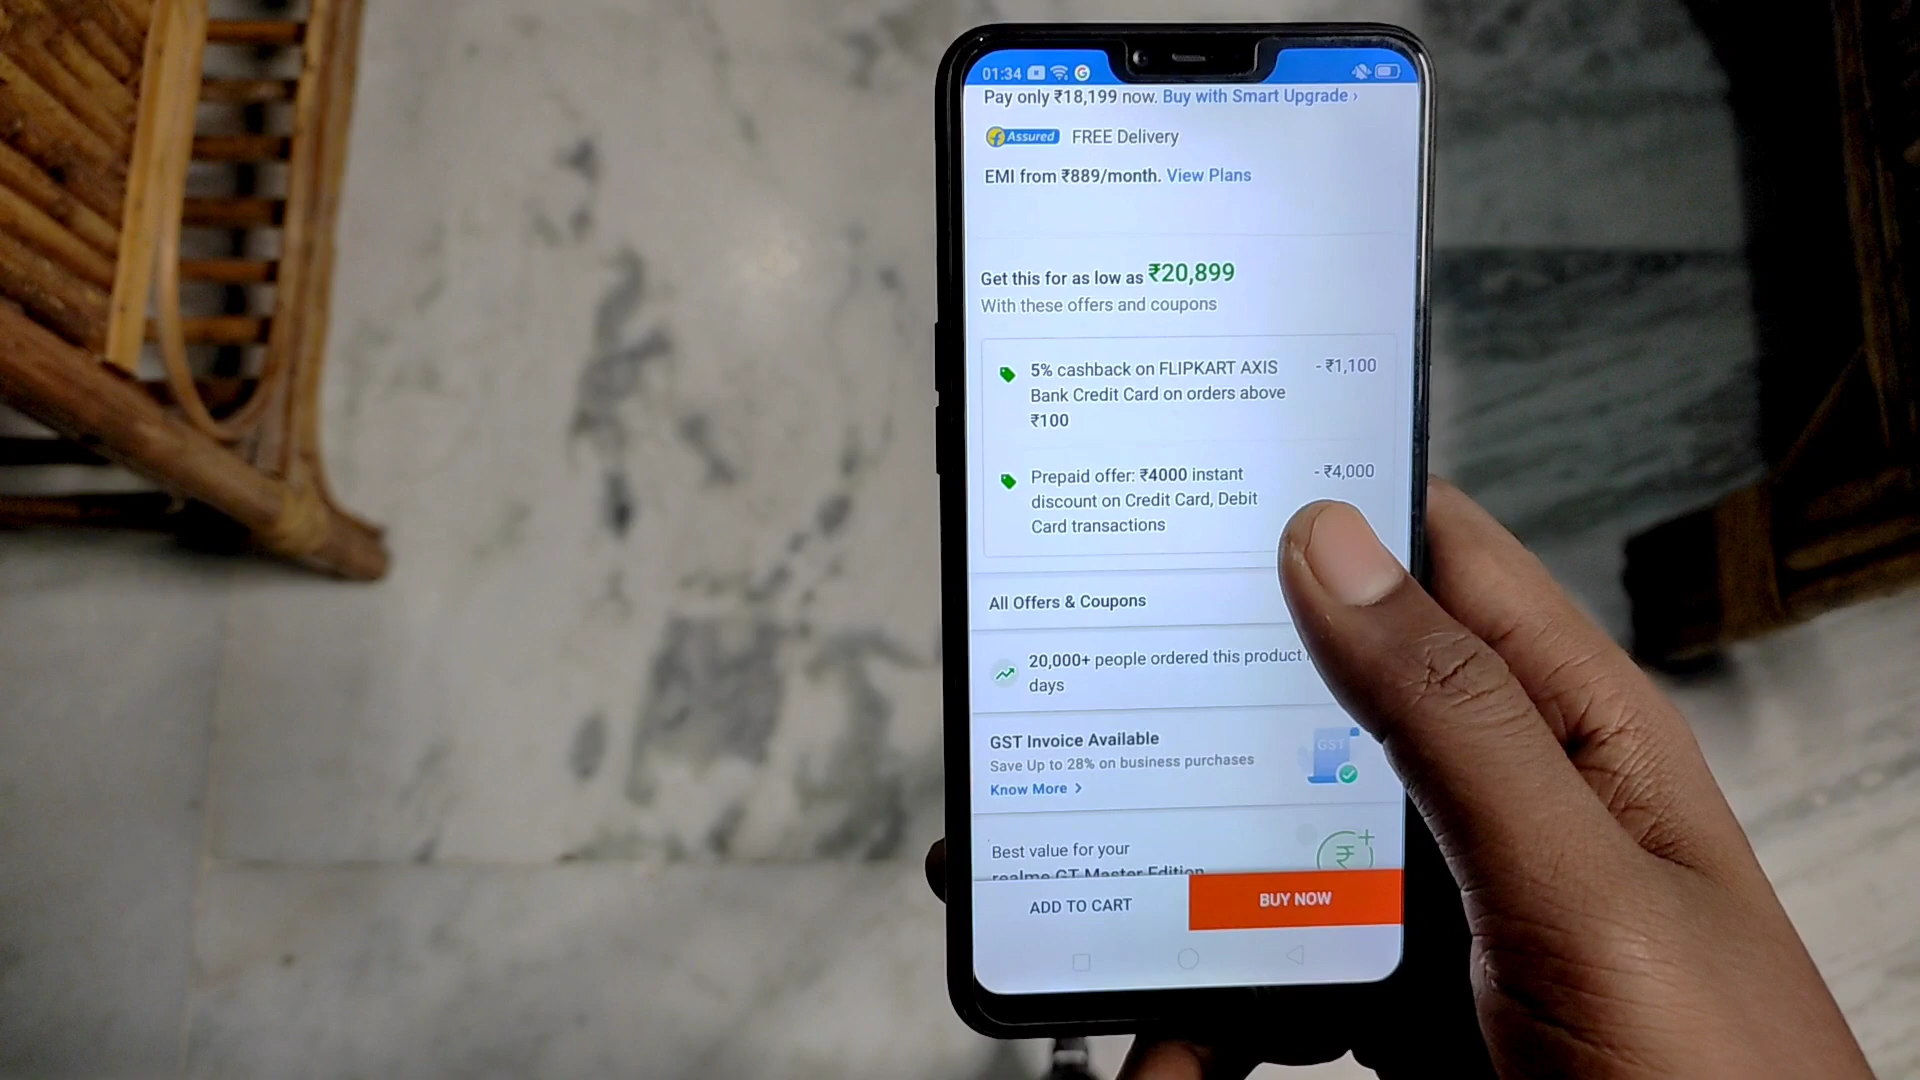 01:34
Pay only ₹18,199 now. Buy with Smart Upgrade ›
Assured FREE Delivery
EMI from ₹889/month. View Plans
Get this for as low as ₹20,899
With these offers and coupons
5% cashback on FLIPKART AXIS - ₹1,100
Bank Credit Card on orders above
₹100
Prepaid offer: ₹4000 instant - ₹4,000
discount on Credit Card, Debit
Card transactions
All Offers & Coupons
20,000+ people ordered this product
days
GST Invoice Available
GST
Save Up to 28% on business purchases
Know More >
Best value for your
realme GT Master Edition
ADD TO CART
BUY NOW